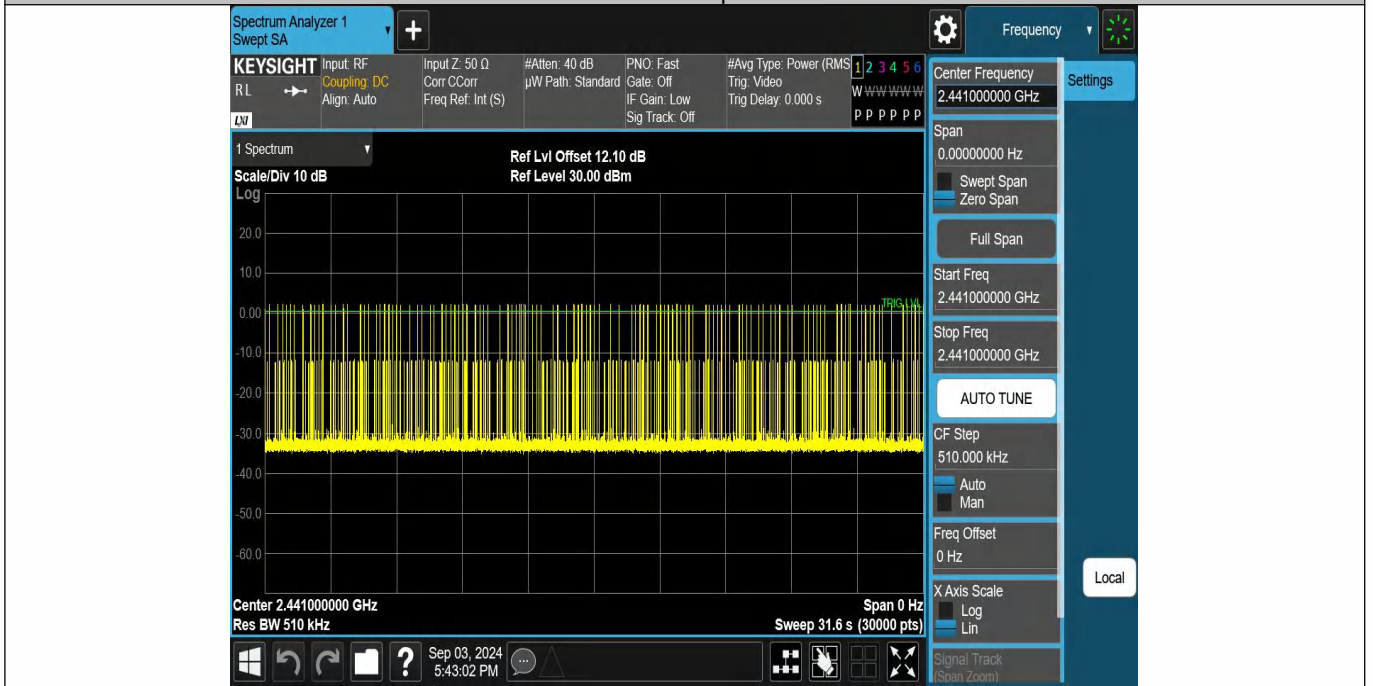 Spectrum Analyzer 1
Swept SA
Frequency
KEYSIGHT
RL
LXI
Input: RF
Coupling: DC
Align: Auto
Input Z: 50 Ω
Corr CCorr
Freq Ref: Int (S)
#Atten: 40 dB
µW Path: Standard
PNO: Fast
Gate: Off
IF Gain: Low
Sig Track: Off
#Avg Type: Power (RMS
Trig: Video
Trig Delay: 0.000 s
1 2 3 4 5 6
W W W W W W
P P P P P P
1 Spectrum
Scale/Div 10 dB
Ref Lvl Offset 12.10 dB
Ref Level 30.00 dBm
Log
20.0
10.0
0.00
-10.0
-20.0
-30.0
-40.0
-50.0
-60.0
TRIG LVL
Center 2.441000000 GHz
Res BW 510 kHz
Span 0 Hz
Sweep 31.6 s (30000 pts)
Center Frequency
2.441000000 GHz
Settings
Span
0.00000000 Hz
Swept Span
Zero Span
Full Span
Start Freq
2.441000000 GHz
Stop Freq
2.441000000 GHz
AUTO TUNE
CF Step
510.000 kHz
Auto
Man
Freq Offset
0 Hz
X Axis Scale
Log
Lin
Signal Track
(Span Zoom)
Local
?
Sep 03, 2024
5:43:02 PM